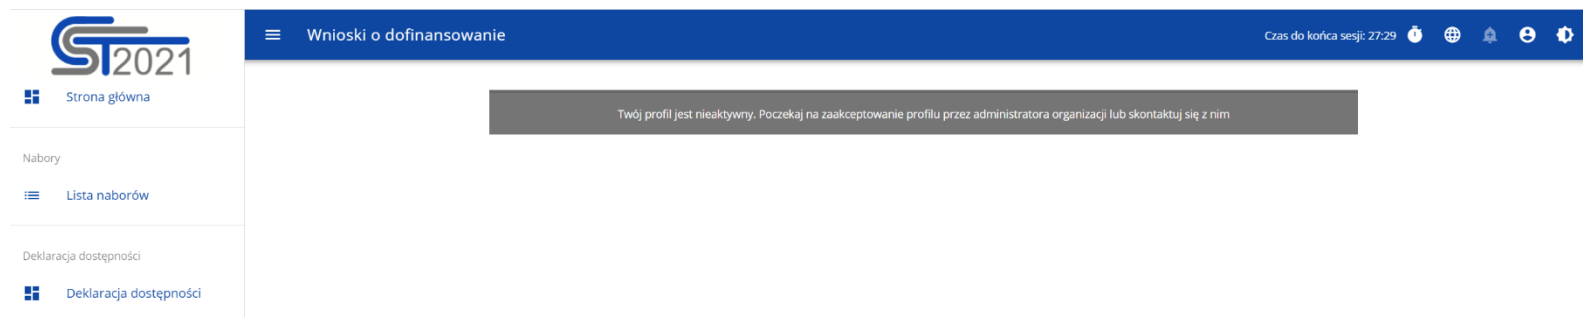 CST2021
Wnioski o dofinansowanie
Czas do końca sesji: 27:29
Strona główna
Twój profil jest nieaktywny. Poczekaj na zaakceptowanie profilu przez administratora organizacji lub skontaktuj się z nim
Nabory
Lista naborów
Deklaracja dostępności
Deklaracja dostępności